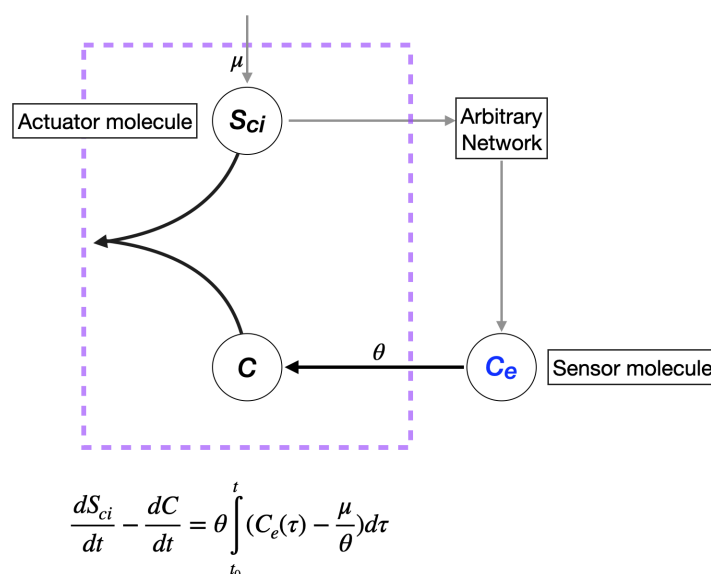 μ
Actuator molecule
S_ci
Arbitrary
Network
C
θ
C_e
Sensor molecule
dS_ci/dt − dC/dt = θ ∫_{t_0}^{t} (C_e(τ) − μ/θ)dτ